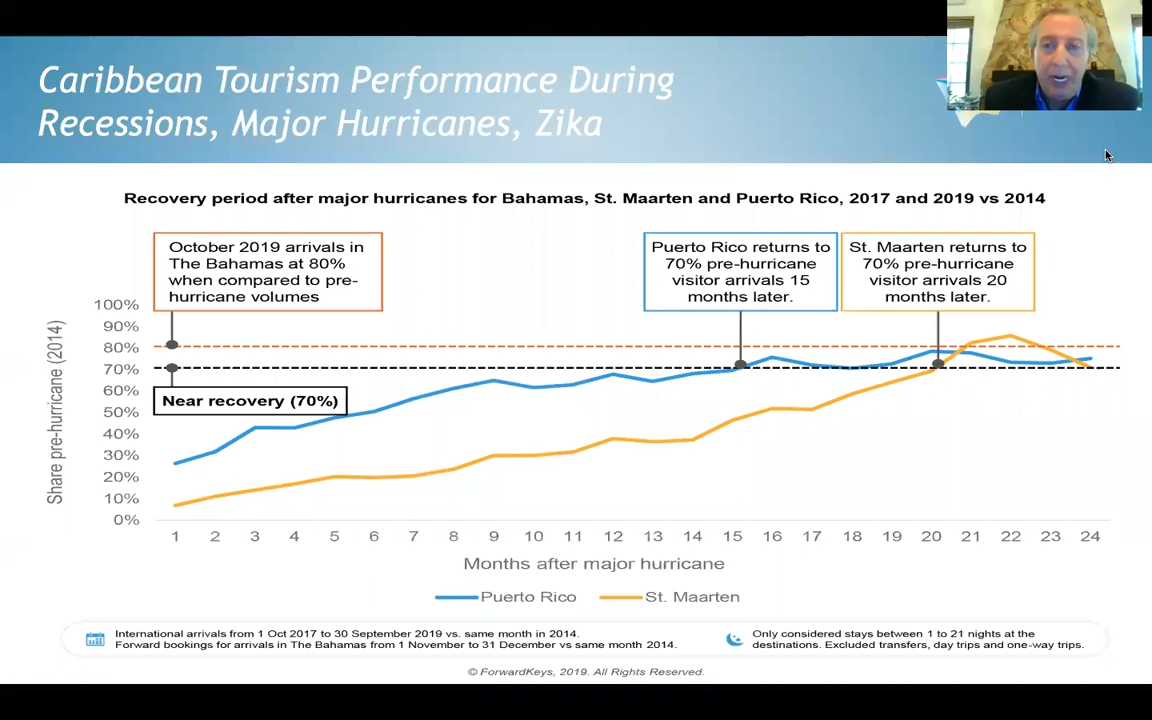 Caribbean Tourism Performance During
Recessions, Major Hurricanes, Zika
Recovery period after major hurricanes for Bahamas, St. Maarten and Puerto Rico, 2017 and 2019 vs 2014
October 2019 arrivals in
The Bahamas at 80%
when compared to pre-
hurricane volumes
Puerto Rico returns to
70% pre-hurricane
visitor arrivals 15
months later.
St. Maarten returns to
70% pre-hurricane
visitor arrivals 20
months later.
Share pre-hurricane (2014)
100%
90%
80%
70%
60%
50%
40%
30%
20%
10%
0%
Near recovery (70%)
1 2 3 4 5 6 7 8 9 10 11 12 13 14 15 16 17 18 19 20 21 22 23 24
Months after major hurricane
Puerto Rico St. Maarten
International arrivals from 1 Oct 2017 to 30 September 2019 vs. same month in 2014.
Forward bookings for arrivals in The Bahamas from 1 November to 31 December vs same month 2014.
Only considered stays between 1 to 21 nights at the
destinations. Excluded transfers, day trips and one-way trips.
© ForwardKeys, 2019. All Rights Reserved.